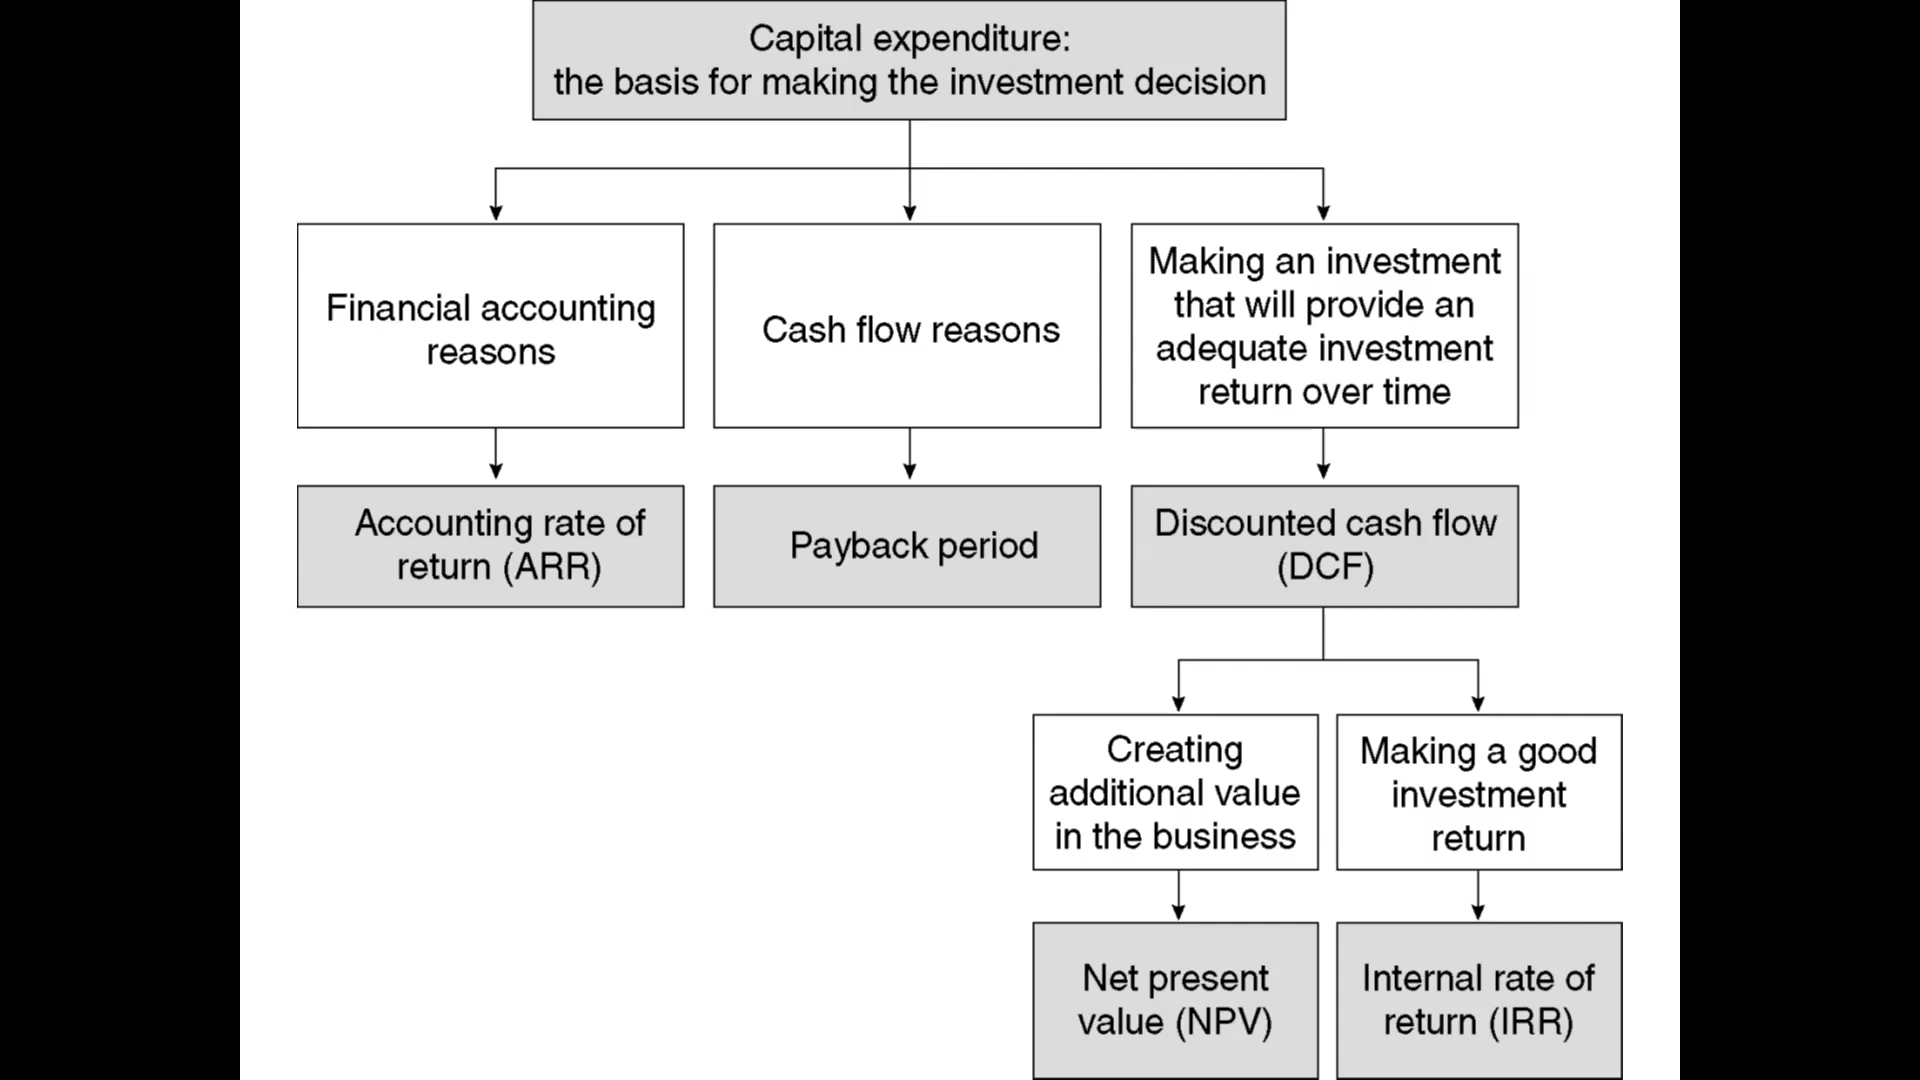 Capital expenditure:
the basis for making the investment decision
Financial accounting
reasons
Cash flow reasons
Making an investment
that will provide an
adequate investment
return over time
Accounting rate of
return (ARR)
Payback period
Discounted cash flow
(DCF)
Creating
additional value
in the business
Making a good
investment
return
Net present
value (NPV)
Internal rate of
return (IRR)